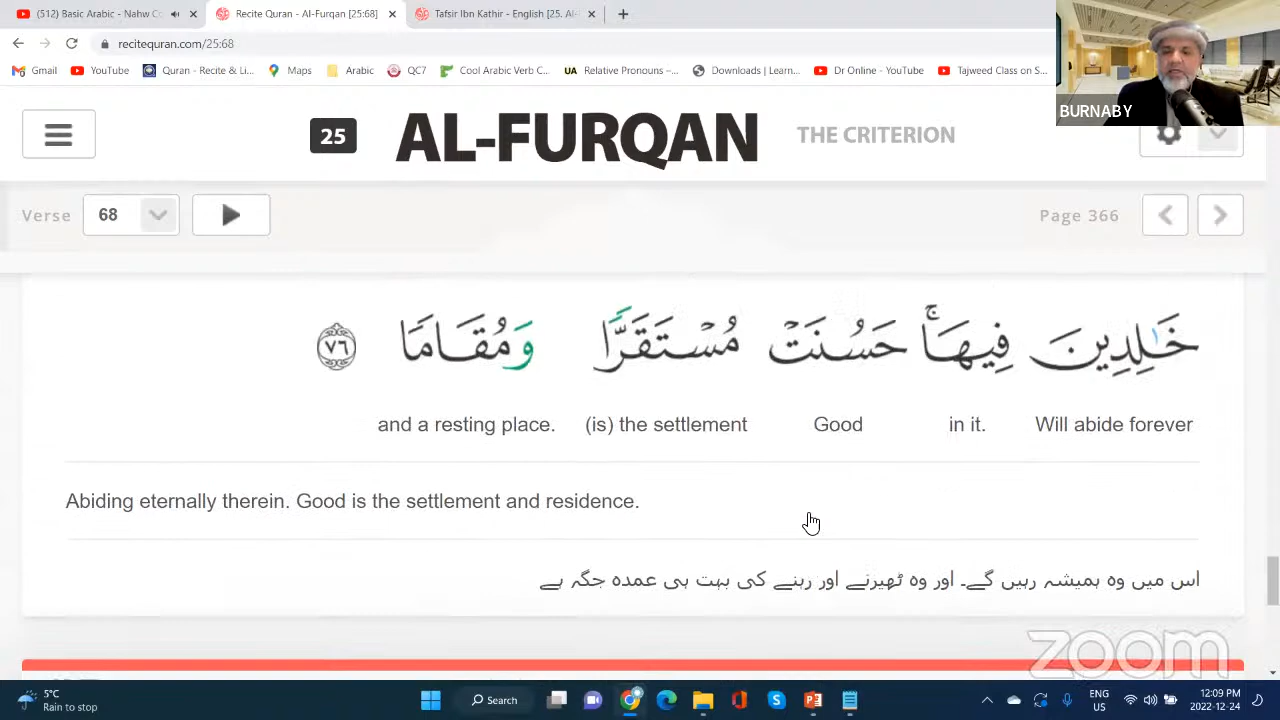 (512) Basic Arabic - Nahw Co
Recite Quran - Al-Furqan [25:68]
Tafsir Ibn Kathir - English [25. Al-
recitequran.com/25:68
Gmail YouTube Quran - Recite & Li... Maps Arabic QCT Cool Arabic Verb C... UA Relative Pronouns –... Downloads | Learn... Dr Online - YouTube Tajweed Class on S...
BURNABY
25 AL-FURQAN THE CRITERION
Verse 68 Page 366
خَٰلِدِينَ فِيهَاۚ حَسُنَتۡ مُسۡتَقَرّٗا وَمُقَامٗا ٧٦
Will abide forever in it. Good (is) the settlement and a resting place.
Abiding eternally therein. Good is the settlement and residence.
اس میں وہ ہمیشہ رہیں گے۔ اور وہ ٹھیرنے اور رہنے کی بہت ہی عمدہ جگہ ہے
zoom
5°C
Rain to stop
Search
ENG
US
12:09 PM
2022-12-24